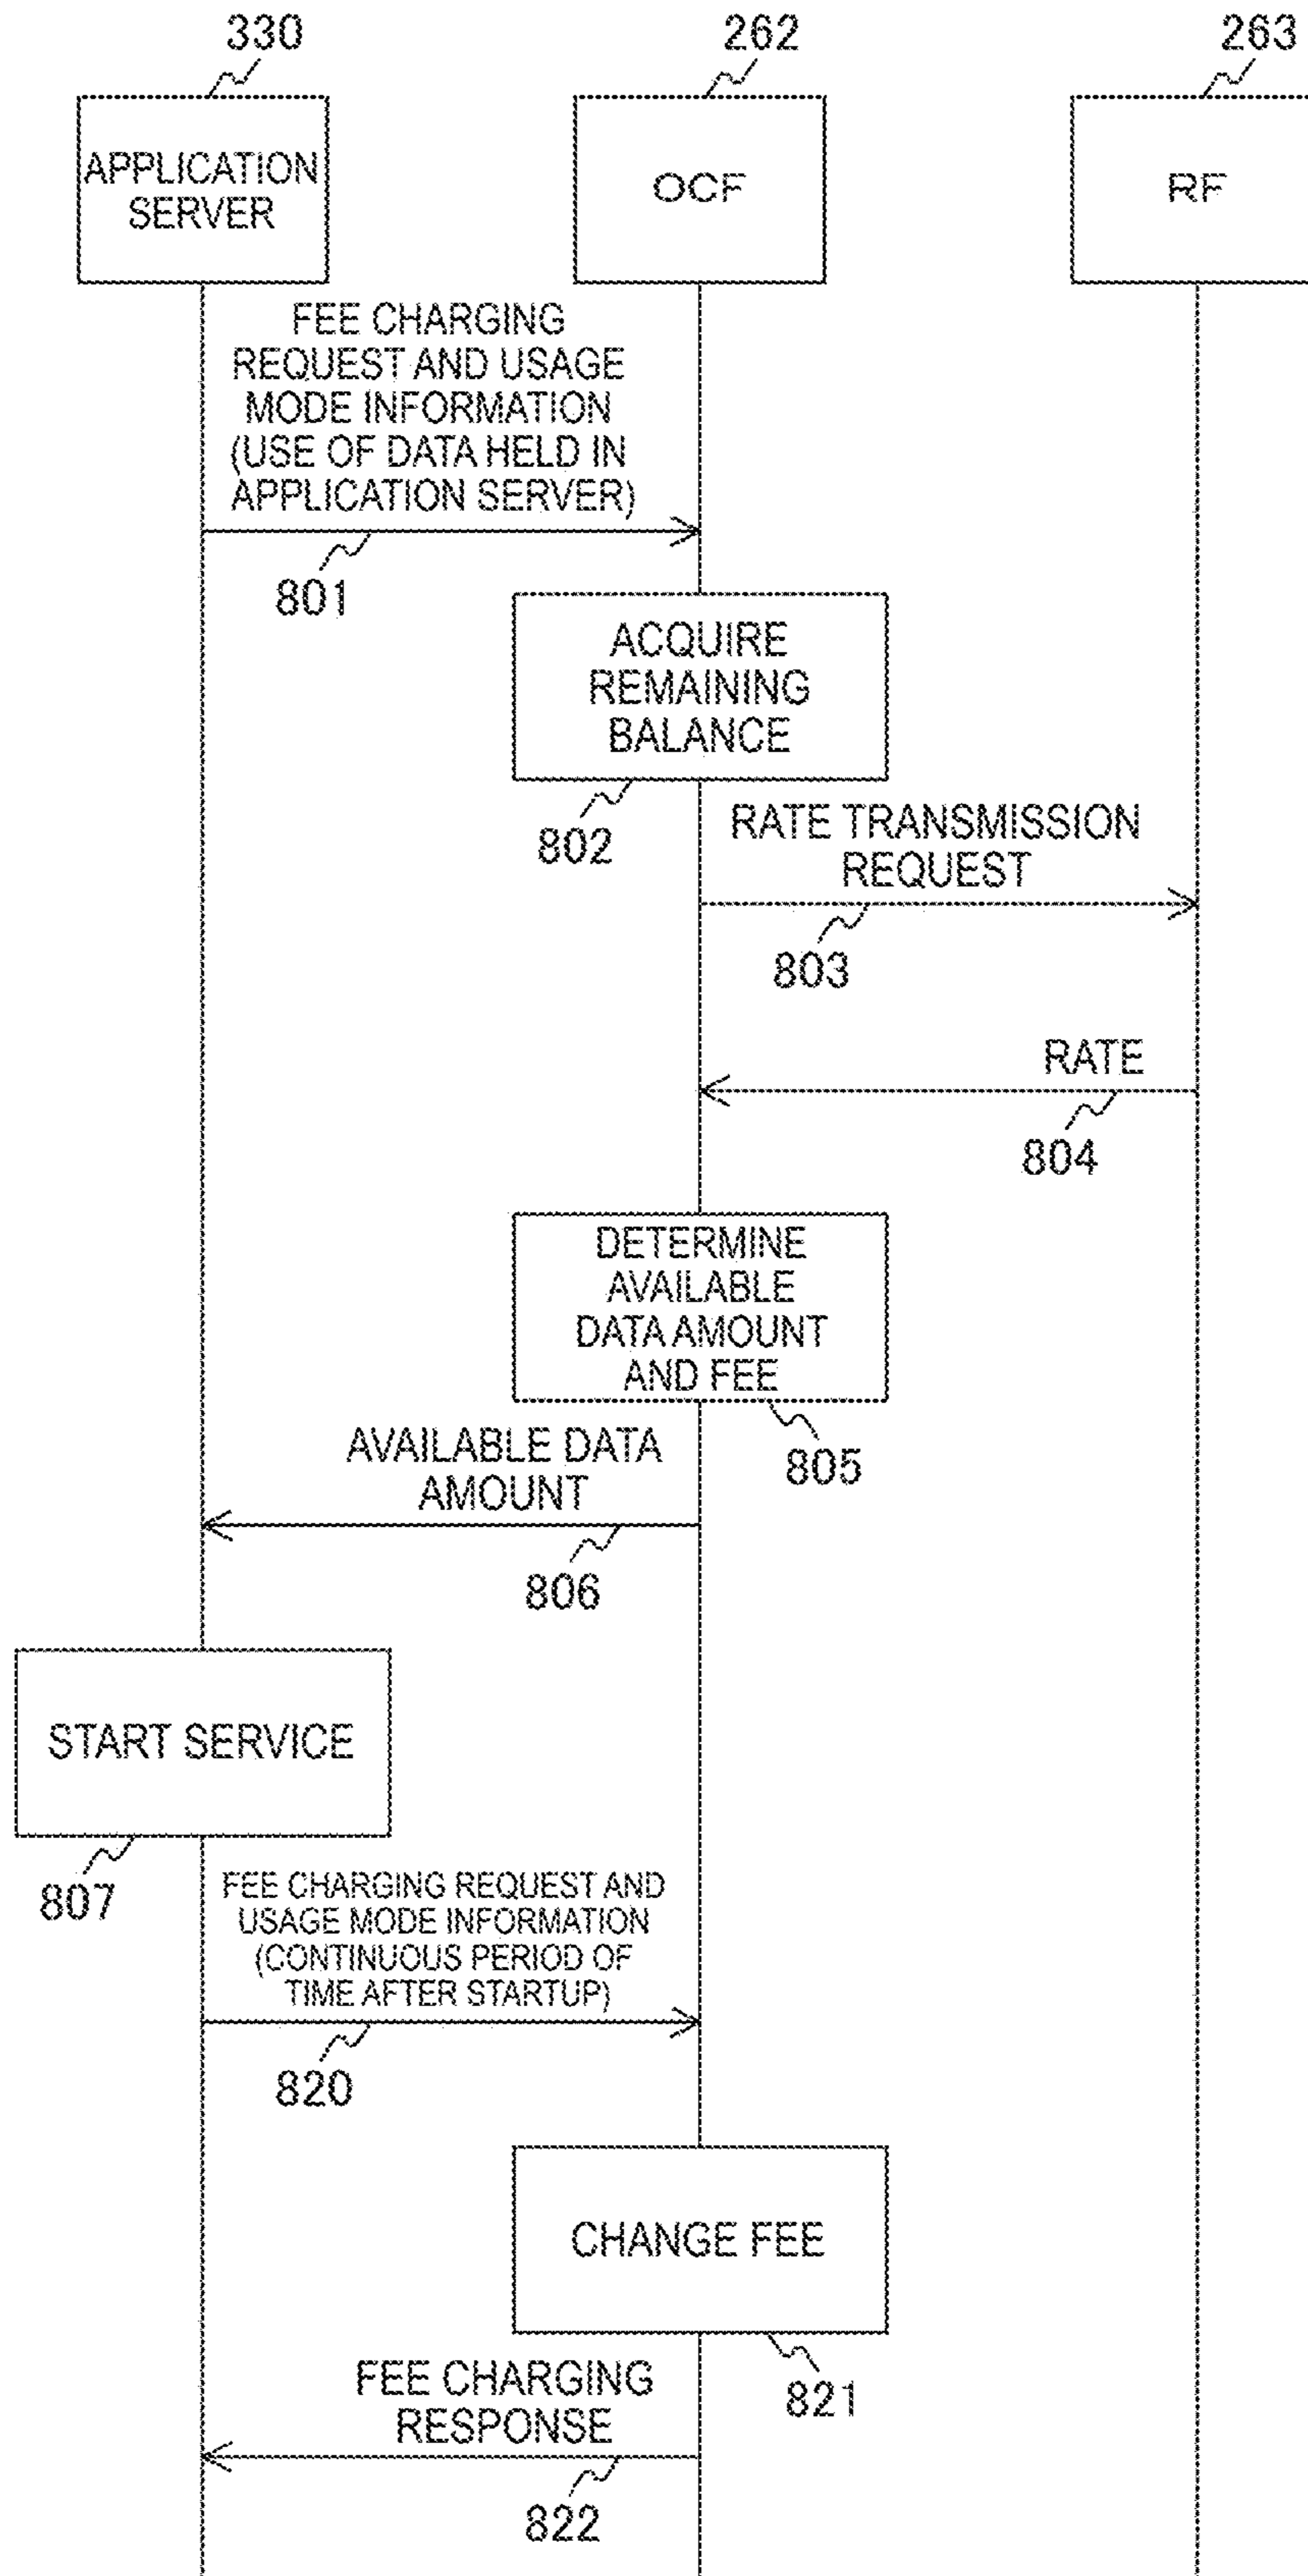 330
262
263
APPLICATION
SERVER
OCF
RF
FEE CHARGING
REQUEST AND USAGE
MODE INFORMATION
(USE OF DATA HELD IN
APPLICATION SERVER)
801
ACQUIRE
REMAINING
BALANCE
802
RATE TRANSMISSION
REQUEST
803
RATE
804
DETERMINE
AVAILABLE
DATA AMOUNT
AND FEE
805
AVAILABLE DATA
AMOUNT
806
START SERVICE
807
FEE CHARGING REQUEST AND
USAGE MODE INFORMATION
(CONTINUOUS PERIOD OF
TIME AFTER STARTUP)
820
CHANGE FEE
821
FEE CHARGING
RESPONSE
822